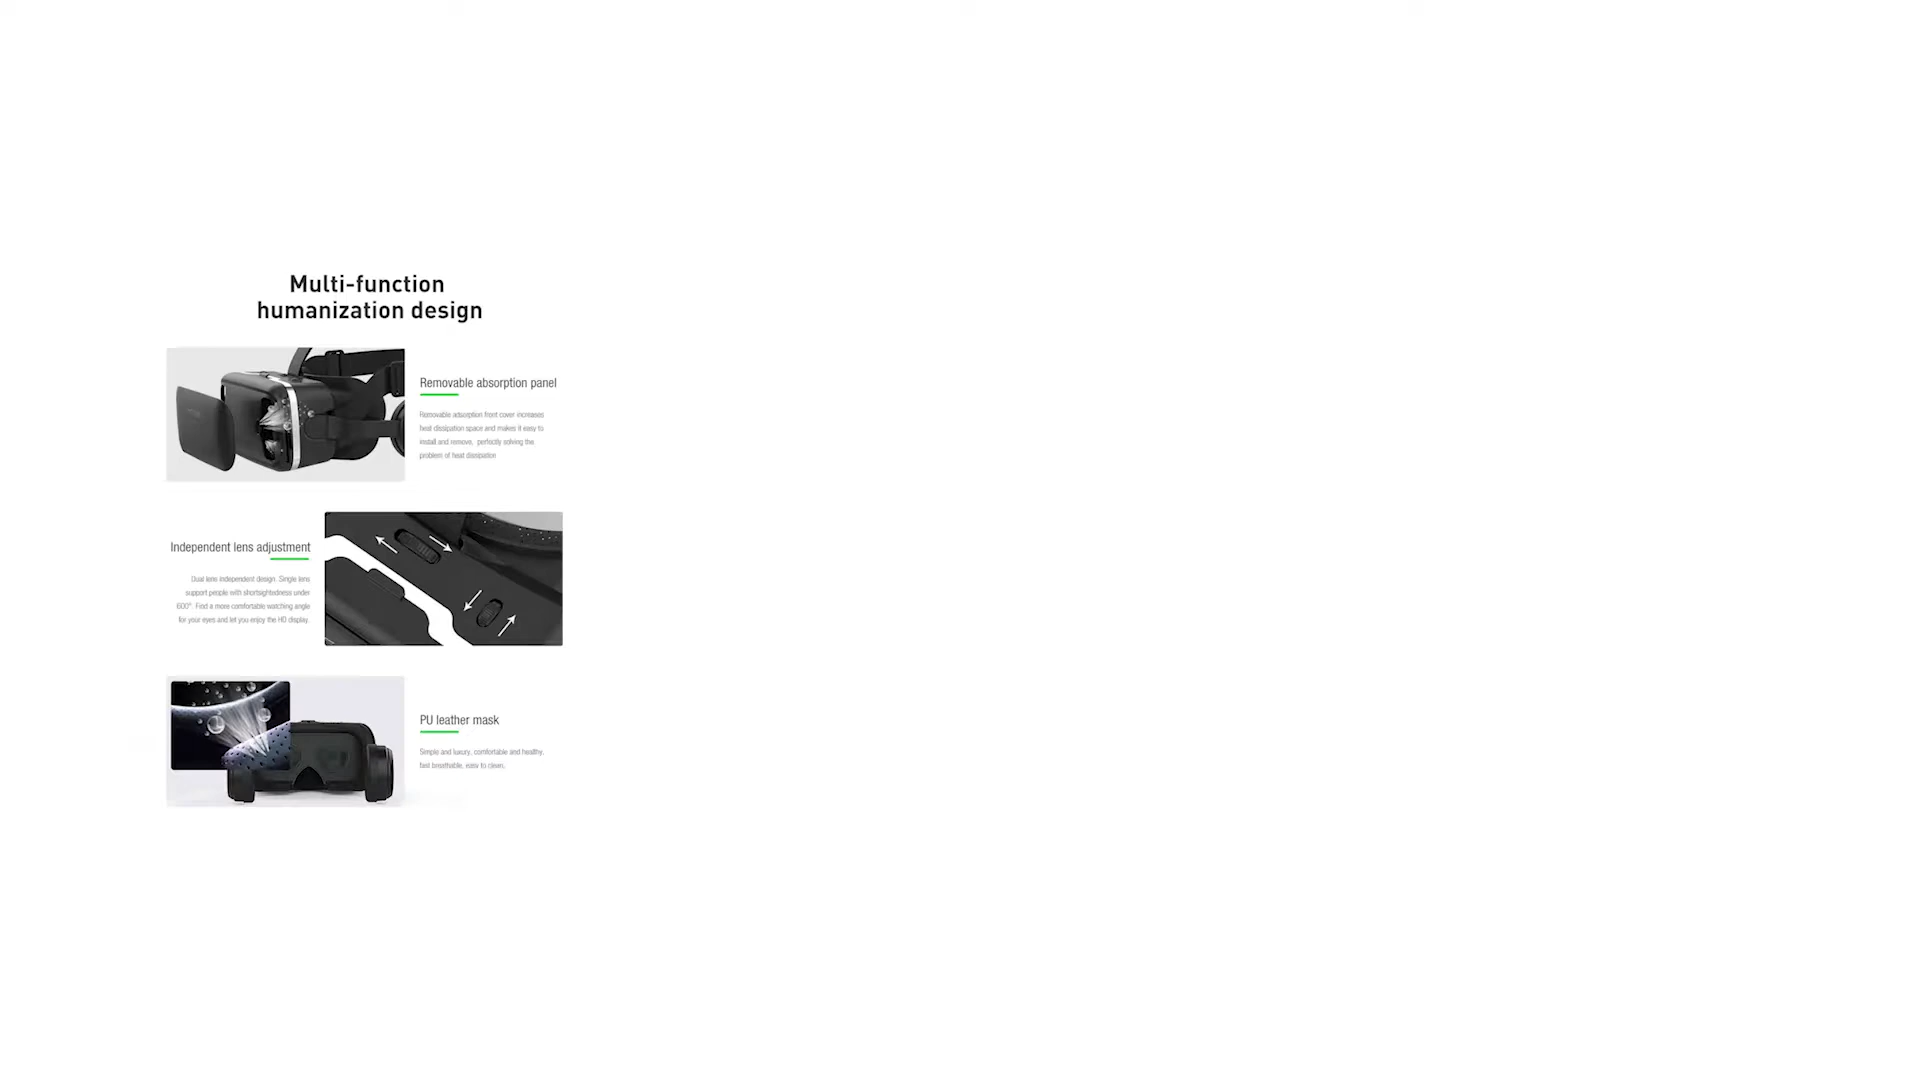 Multi-function
humanization design
Removable absorption panel
Removable adsorption front cover increases
heat dissipation space and makes it easy to
install and remove, perfectly solving the
problem of heat dissipation
Independent lens adjustment
Dual lens independent design. Single lens
support people with shortsightedness under
600°. Find a more comfortable watching angle
for your eyes and let you enjoy the HD display.
PU leather mask
Simple and luxury, comfortable and healthy,
fast breathable, easy to clean.